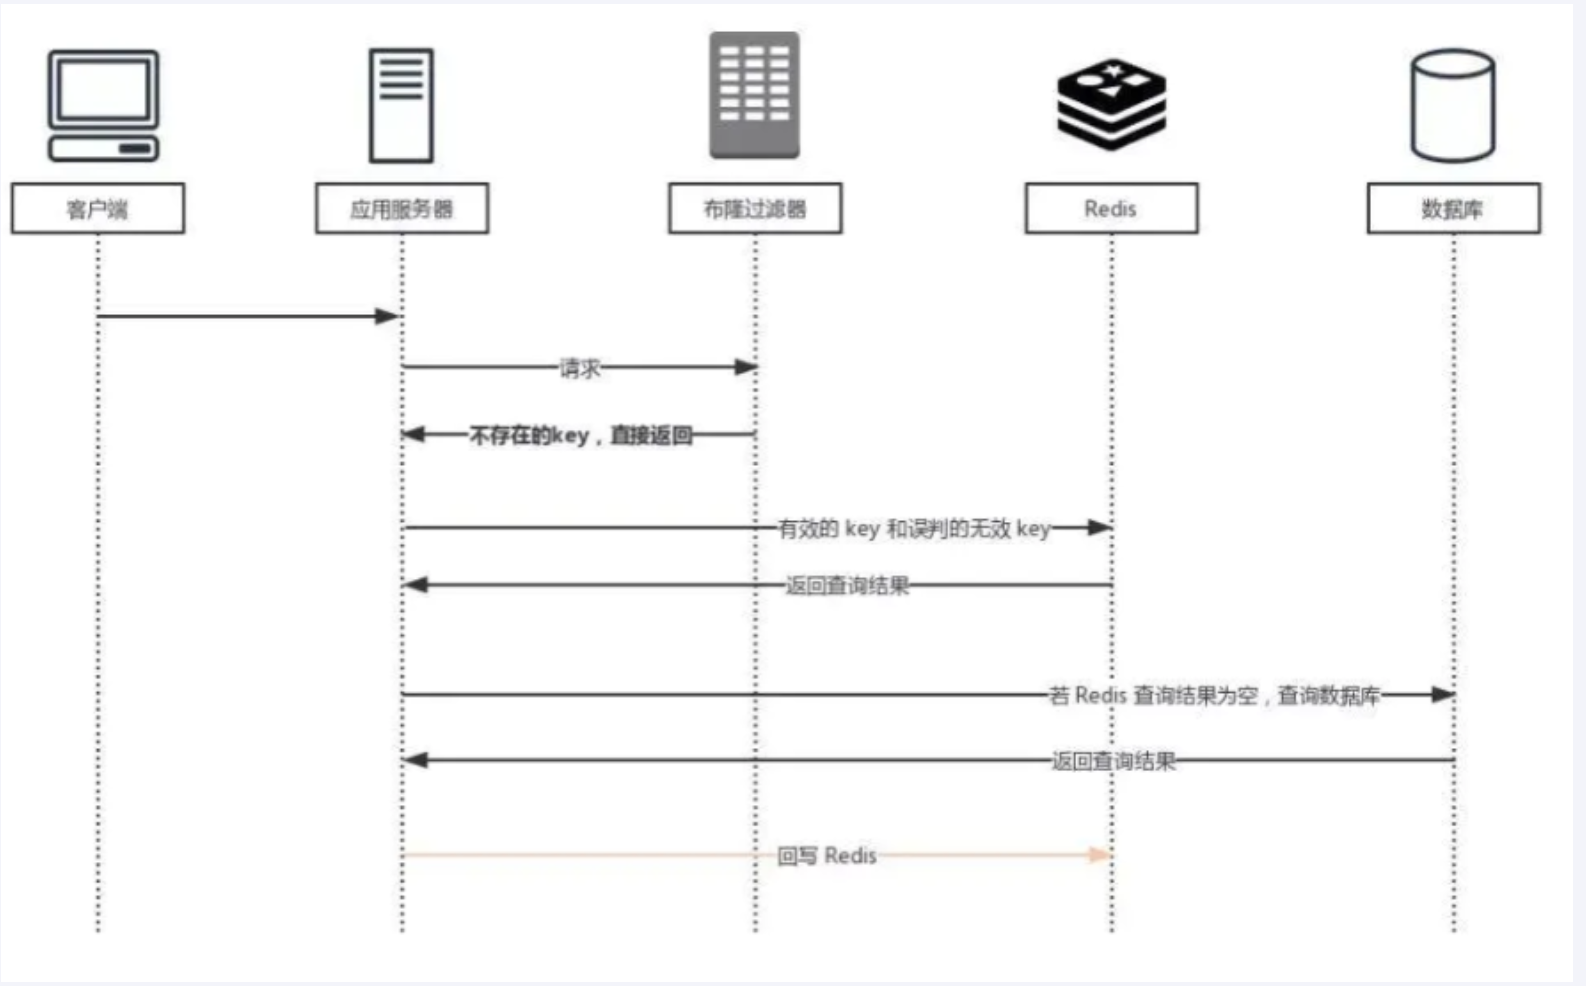 客户端
应用服务器
布隆过滤器
Redis
数据库
请求
不存在的key，直接返回
有效的 key 和误判的无效 key
返回查询结果
若 Redis 查询结果为空，查询数据库
返回查询结果
回写 Redis